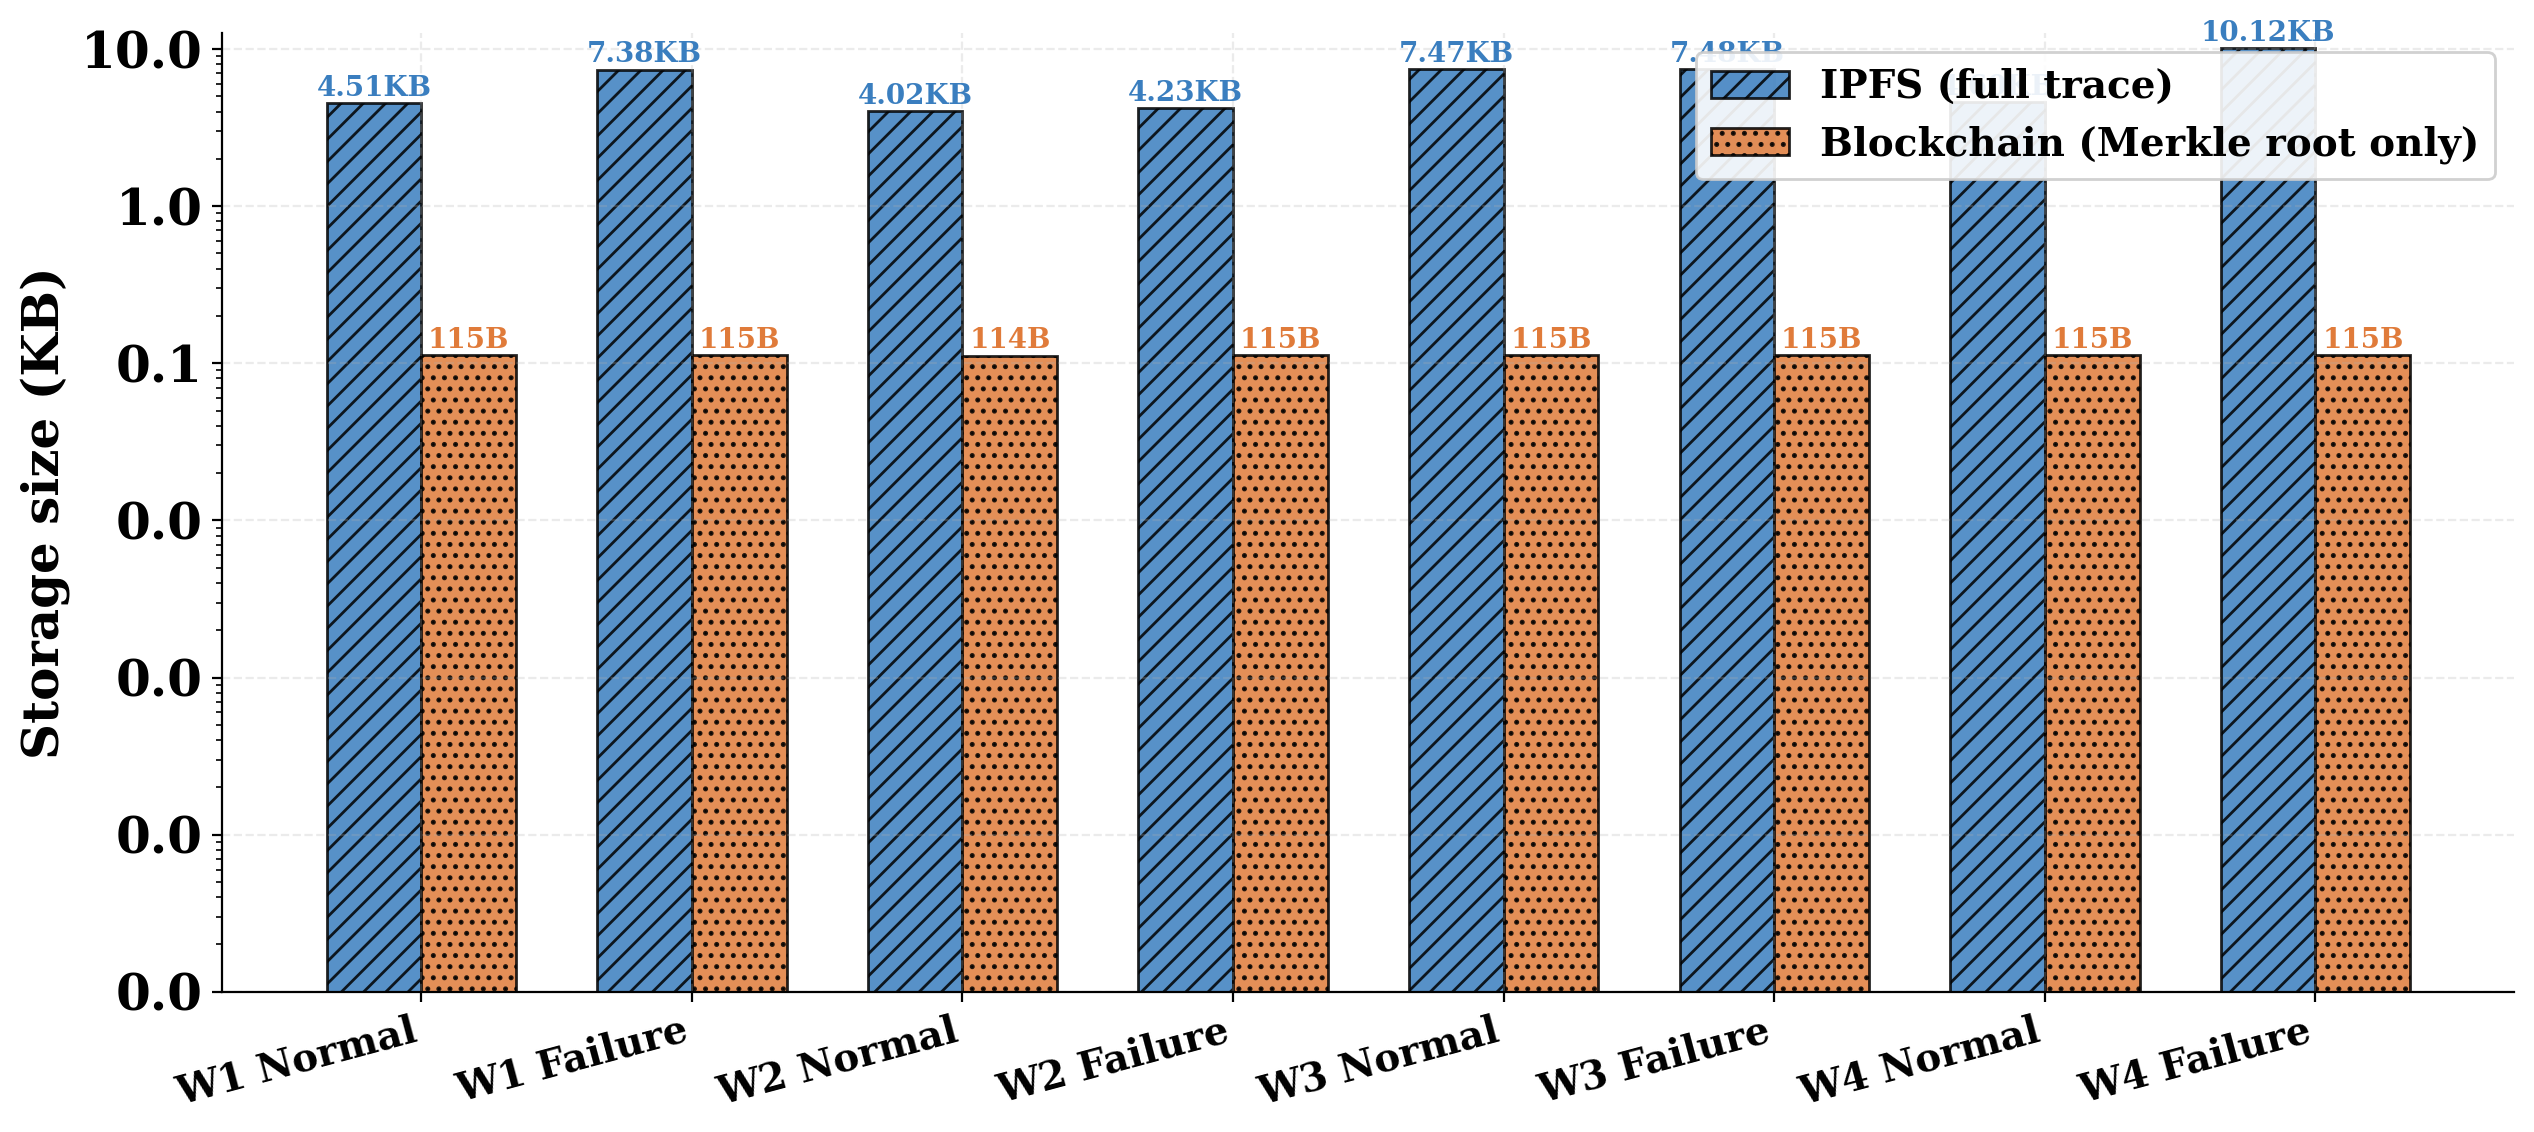 10.12KB
7.38KB
7.47KB
7.48KB
10.0
4.51KB
4.02KB
4.23KB
IPFS (full trace)
Blockchain (Merkle root only)
1.0
115B
115B
114B
115B
115B
115B
115B
115B
0.1
0.0
0.0
0.0
0.0
Storage size (KB)
W1 Normal
W1 Failure
W2 Normal
W2 Failure
W3 Normal
W3 Failure
W4 Normal
W4 Failure